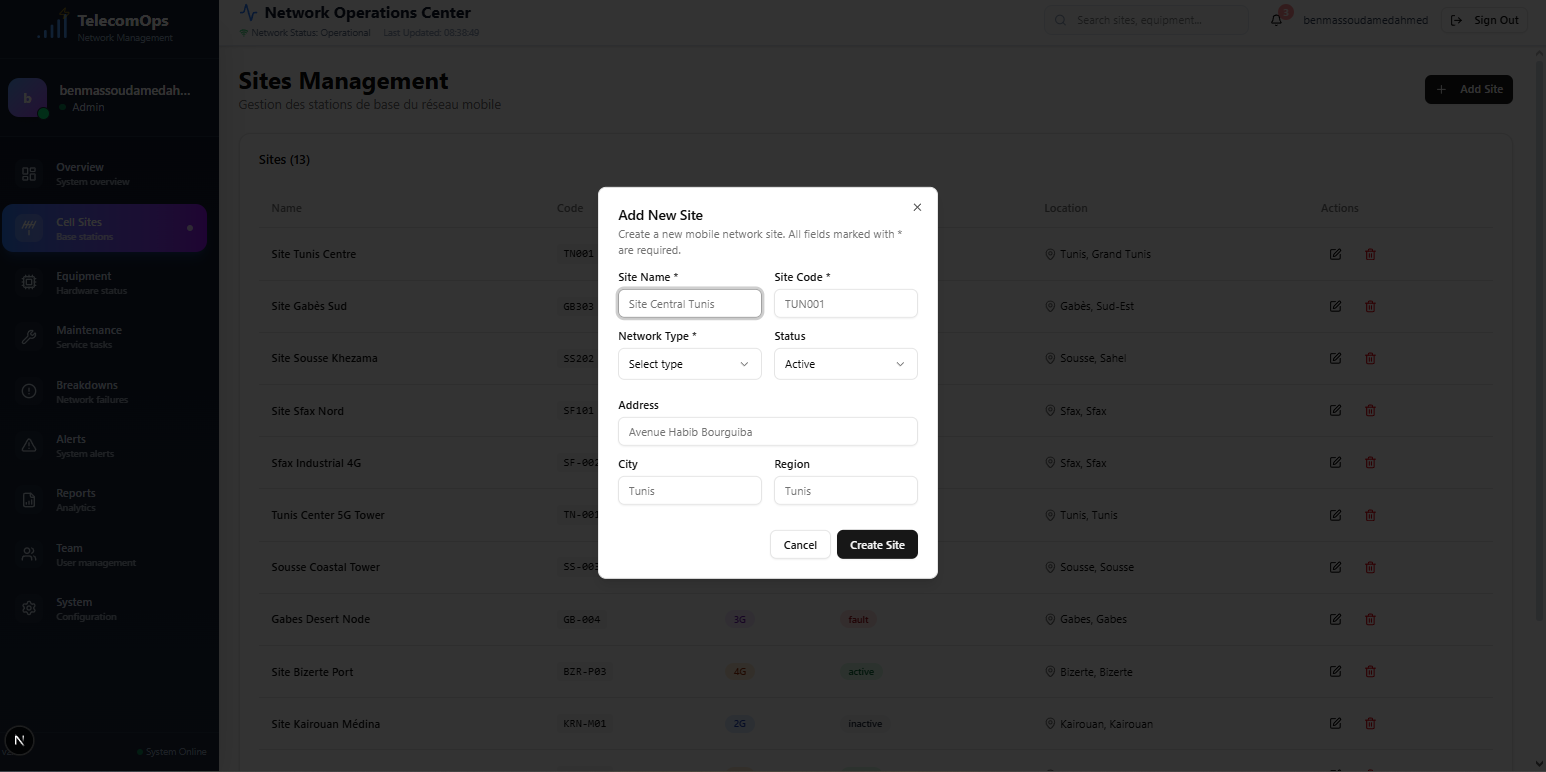 TelecomOps
Network Management
benmassoudamedah...
Admin
Overview
System overview
Cell Sites
Base stations
Equipment
Hardware status
Maintenance
Service tasks
Breakdowns
Network failures
Alerts
System alerts
Reports
Analytics
Team
User management
System
Configuration
System Online
b
N
Network Operations Center
Network Status: Operational Last Updated: 08:38:49
Search sites, equipment...
3
benmassoudamedahmed
Sign Out
Sites Management
Gestion des stations de base du réseau mobile
Add Site
Sites (13)
Name Code Location Actions
Site Tunis Centre TN001 Tunis, Grand Tunis
Site Gabès Sud GB303 Gabès, Sud-Est
Site Sousse Khezama SS202 Sousse, Sahel
Site Sfax Nord SF101 Sfax, Sfax
Sfax Industrial 4G SF-002 Sfax, Sfax
Tunis Center 5G Tower TN-001 Tunis, Tunis
Sousse Coastal Tower SS-003 Sousse, Sousse
Gabes Desert Node GB-004 3G fault Gabes, Gabes
Site Bizerte Port BZR-P03 4G active Bizerte, Bizerte
Site Kairouan Médina KRN-M01 2G inactive Kairouan, Kairouan
Add New Site
Create a new mobile network site. All fields marked with *
are required.
Site Name * Site Code *
Site Central Tunis TUN001
Network Type * Status
Select type Active
Address
Avenue Habib Bourguiba
City Region
Tunis Tunis
Cancel Create Site